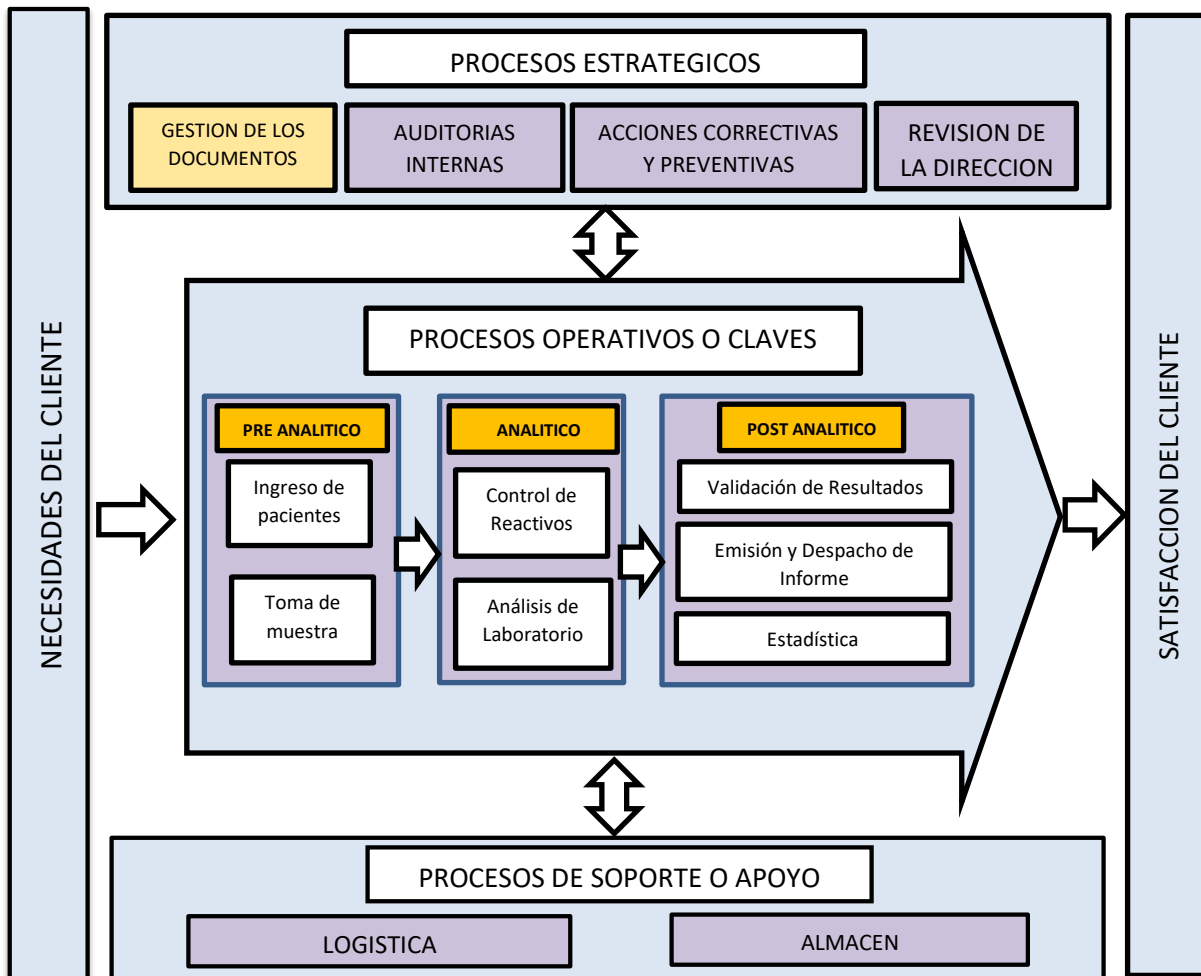 PROCESOS ESTRATEGICOS
GESTION DE LOS
DOCUMENTOS
AUDITORIAS
INTERNAS
ACCIONES CORRECTIVAS
Y PREVENTIVAS
REVISION DE
LA DIRECCION
NECESIDADES DEL CLIENTE
PROCESOS OPERATIVOS O CLAVES
PRE ANALITICO
Ingreso de
pacientes
Toma de
muestra
ANALITICO
Control de
Reactivos
Análisis de
Laboratorio
POST ANALITICO
Validación de Resultados
Emisión y Despacho de
Informe
Estadística
SATISFACCION DEL CLIENTE
PROCESOS DE SOPORTE O APOYO
LOGISTICA
ALMACEN